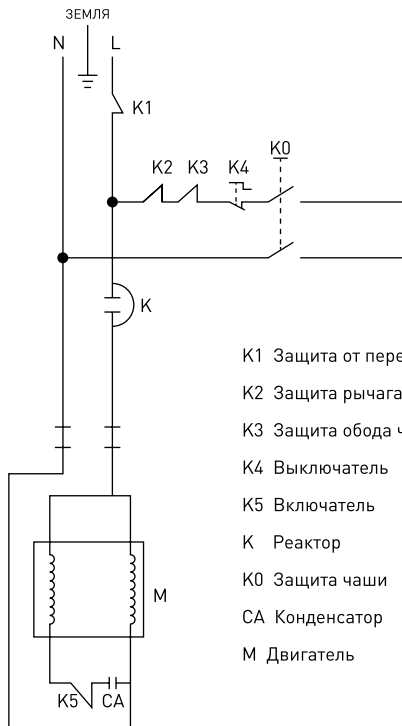 ЗЕМЛЯ
N L
K1
K2 K3 K4 K0
K
K1 Защита от пере
K2 Защита рычага
K3 Защита обода ч
K4 Выключатель
K5 Включатель
K Реактор
K0 Защита чаши
CA Конденсатор
M Двигатель
M
K5 CA